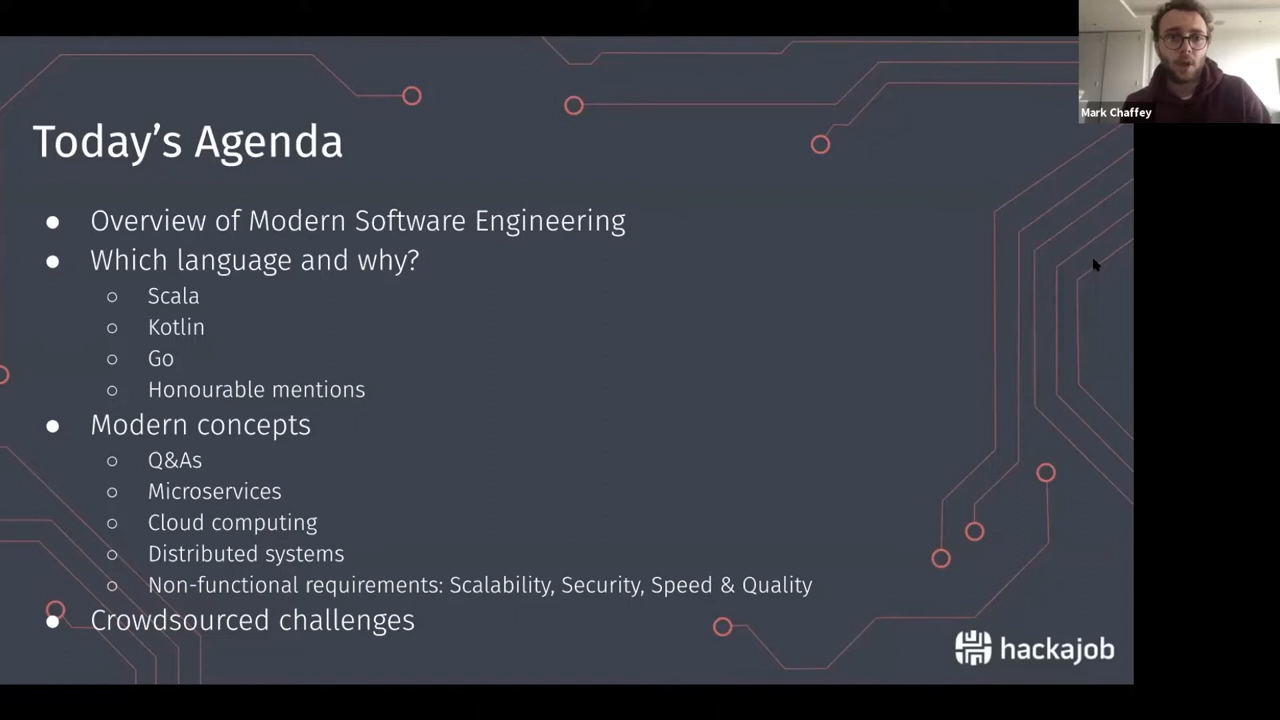 Mark Chaffey
Today's Agenda
Overview of Modern Software Engineering
Which language and why?
Scala
Kotlin
Go
Honourable mentions
Modern concepts
Q&As
Microservices
Cloud computing
Distributed systems
Non-functional requirements: Scalability, Security, Speed & Quality
Crowdsourced challenges
hackajob